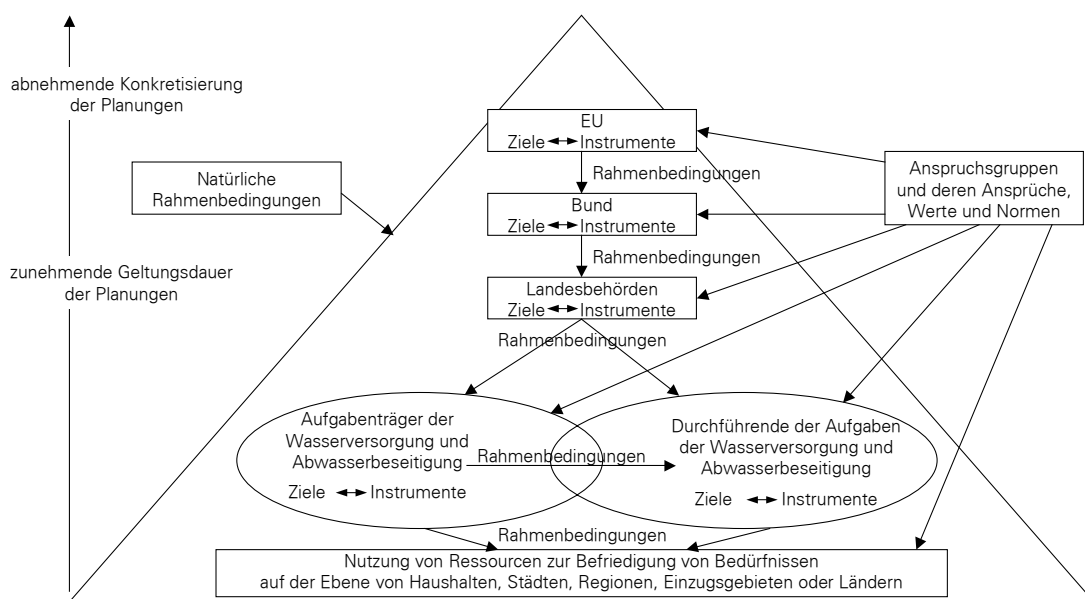 abnehmende Konkretisierung
der Planungen
EU
Ziele Instrumente
Rahmenbedingungen
Natürliche
Rahmenbedingungen
Anspruchsgruppen
und deren Ansprüche,
Werte und Normen
Bund
Ziele Instrumente
Rahmenbedingungen
zunehmende Geltungsdauer
der Planungen
Landesbehörden
Ziele Instrumente
Rahmenbedingungen
Aufgabenträger der
Wasserversorgung und
Abwasserbeseitigung
Ziele Instrumente
Rahmenbedingungen
Durchführende der Aufgaben
der Wasserversorgung und
Abwasserbeseitigung
Ziele Instrumente
Rahmenbedingungen
Nutzung von Ressourcen zur Befriedigung von Bedürfnissen
auf der Ebene von Haushalten, Städten, Regionen, Einzugsgebieten oder Ländern